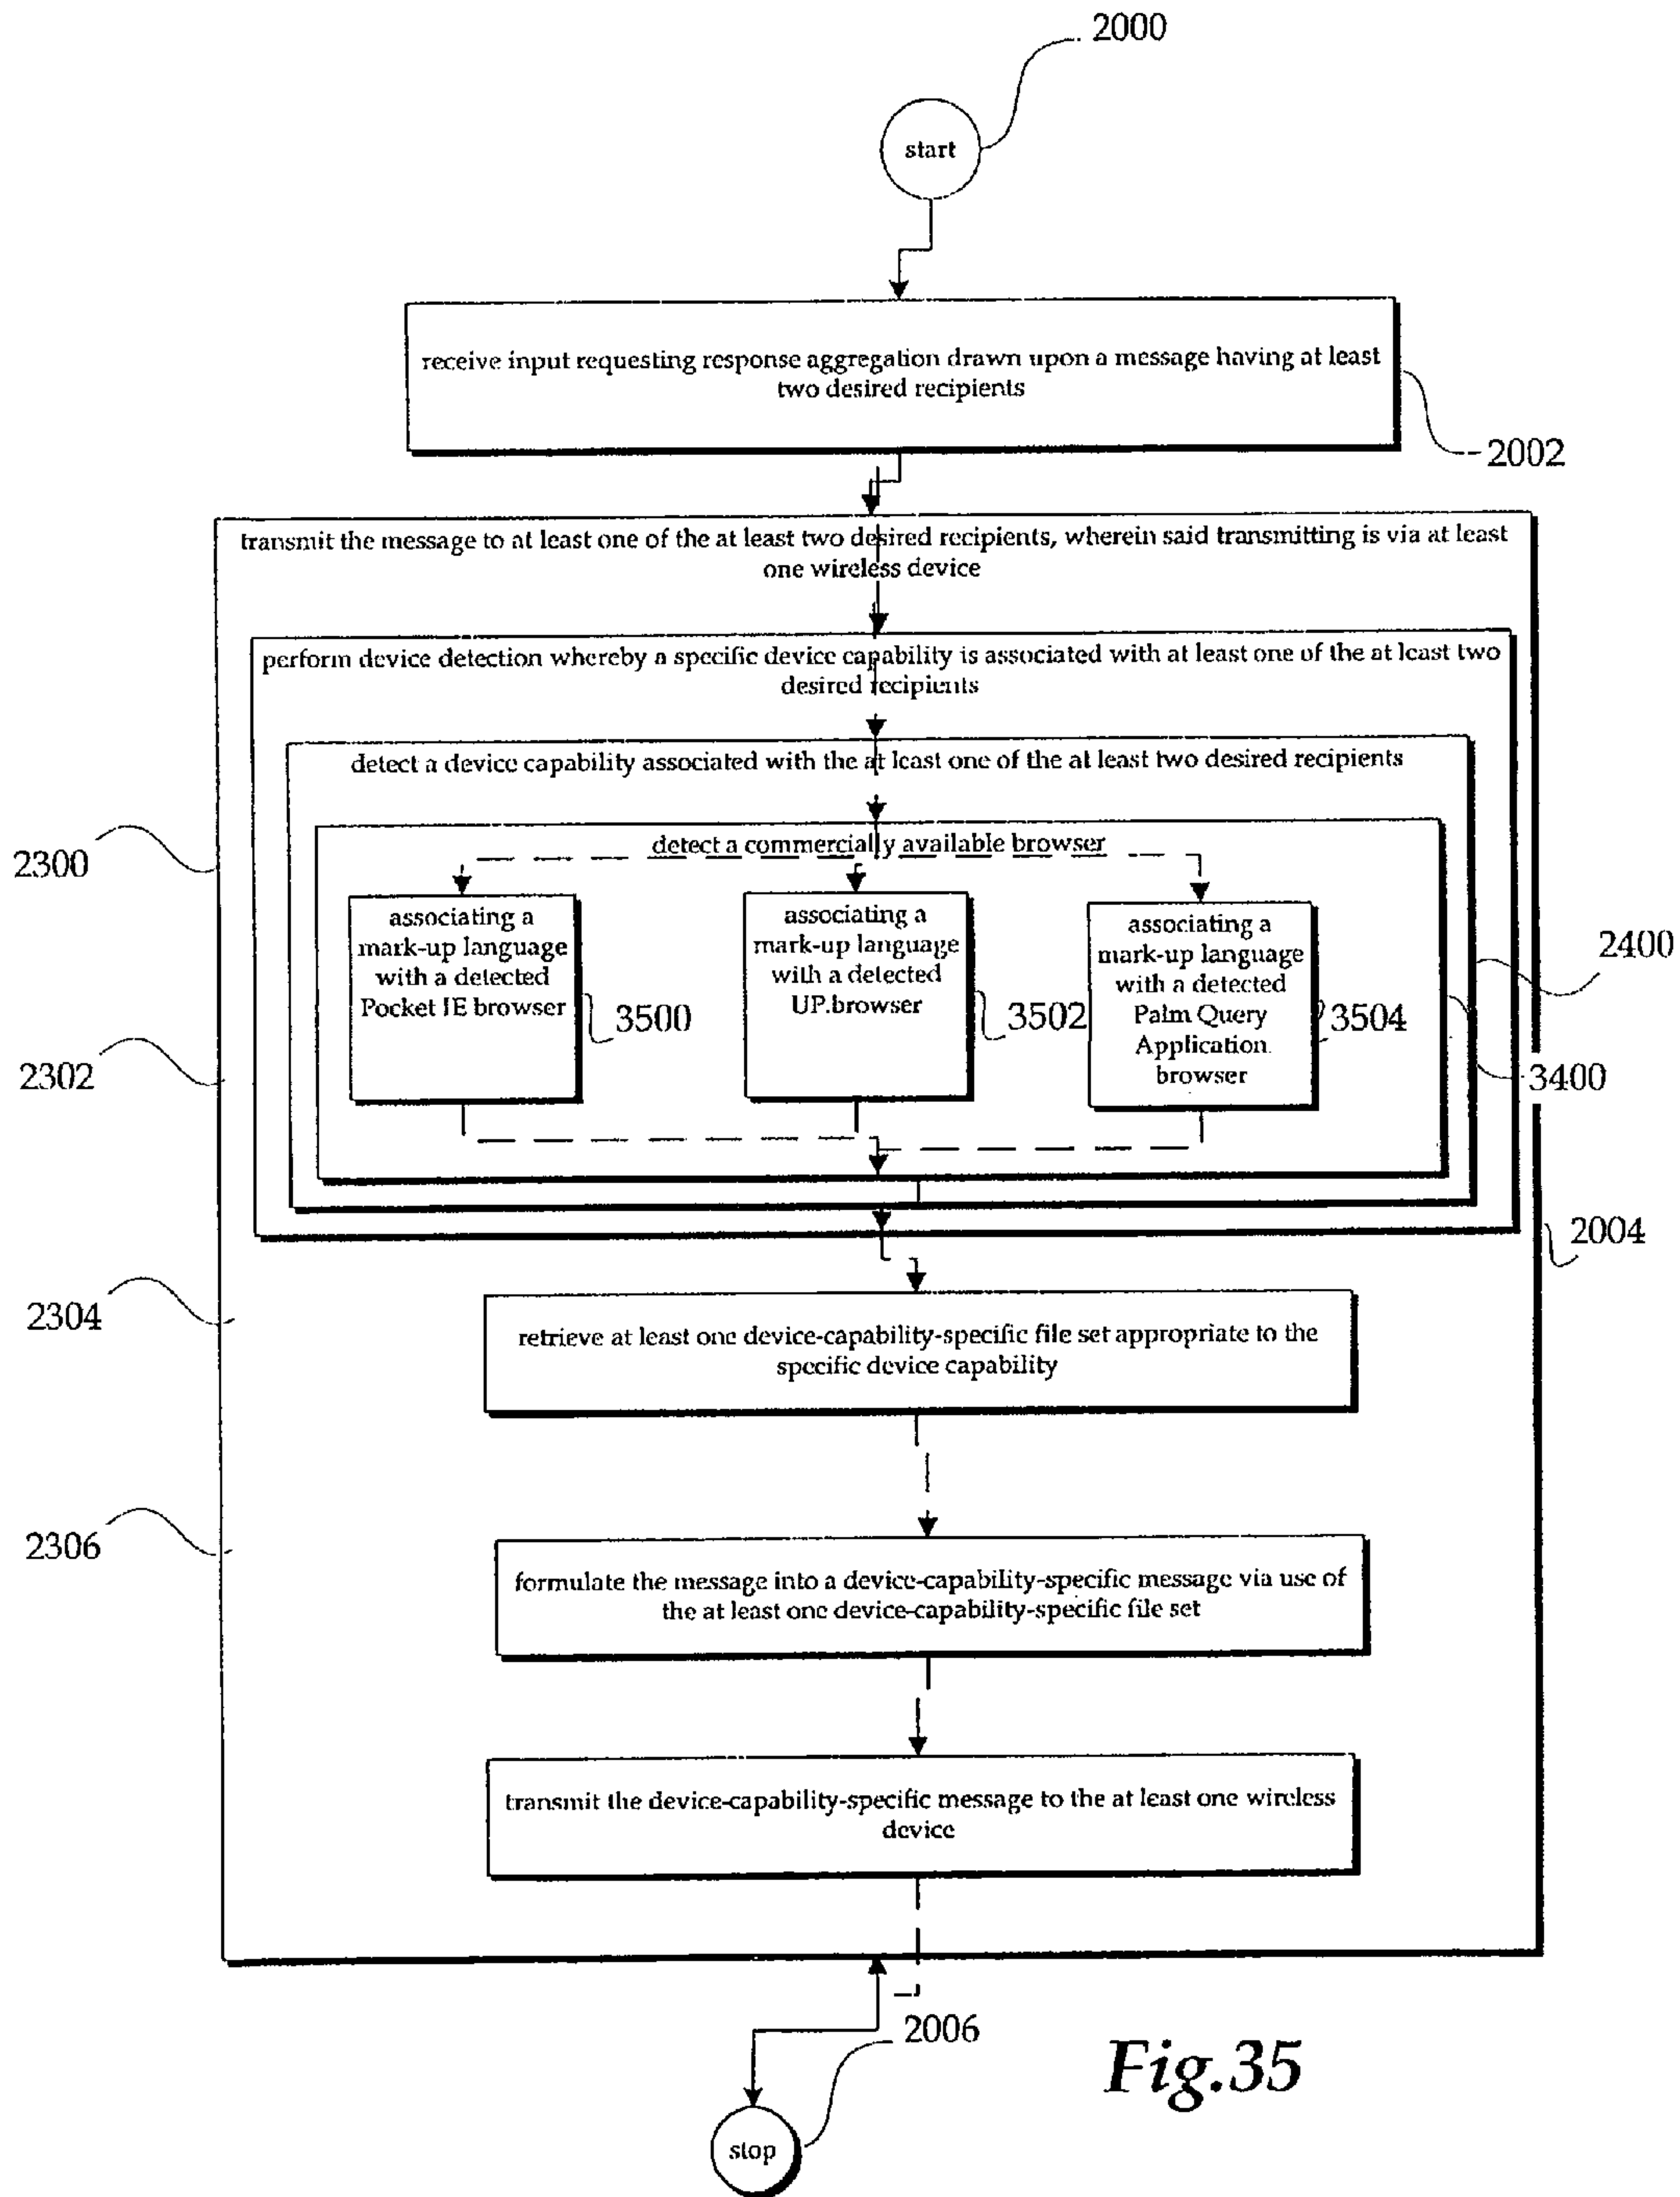 2000
start
receive input requesting response aggregation drawn upon a message having at least
two desired recipients
2002
transmit the message to at least one of the at least two desired recipients, wherein said transmitting is via at least
one wireless device
perform device detection whereby a specific device capability is associated with at least one of the at least two
desired recipients
detect a device capability associated with the at least one of the at least two desired recipients
detect a commercially available browser
2300
associating a
mark-up language
with a detected
Pocket IE browser
3500
associating a
mark-up language
with a detected
UP.browser
3502
associating a
mark-up language
with a detected
Palm Query
Application
browser
3504
2400
2302
3400
2004
2304
retrieve at least one device-capability-specific file set appropriate to the
specific device capability
2306
formulate the message into a device-capability-specific message via use of
the at least one device-capability-specific file set
transmit the device-capability-specific message to the at least one wireless
device
2006
stop
Fig.35